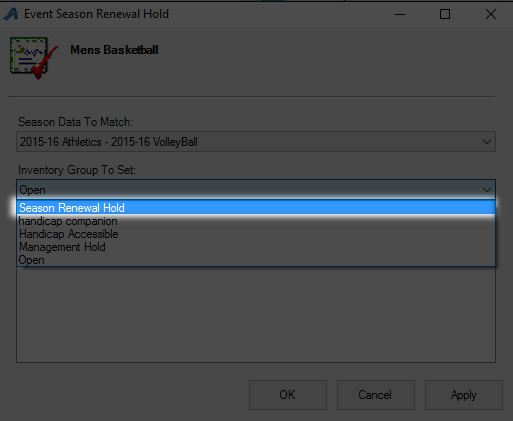 Event Season Renewal Hold
Mens Basketball
Season Data To Match:
2015-16 Athletics - 2015-16 VolleyBall
Inventory Group To Set:
Open
Season Renewal Hold
handicap companion
Handicap Accessible
Management Hold
Open
OK Cancel Apply